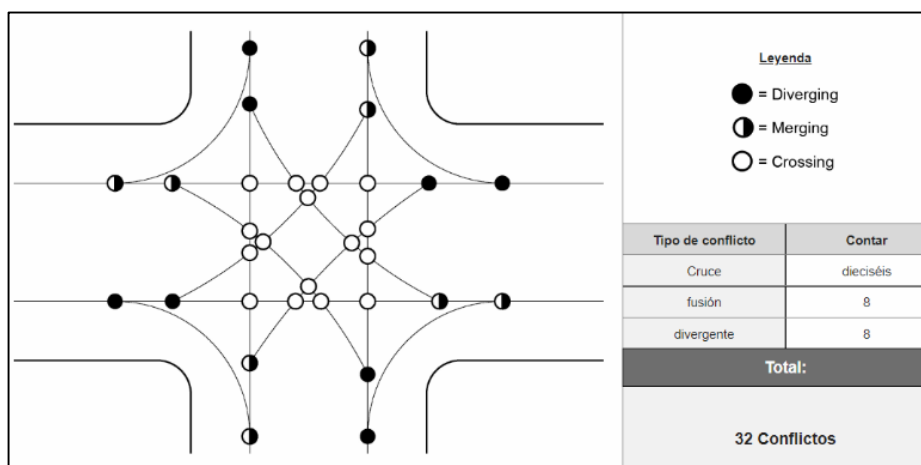 Leyenda
= Diverging
= Merging
= Crossing
Tipo de conflicto Contar
Cruce dieciséis
fusión 8
divergente 8
Total:
32 Conflictos